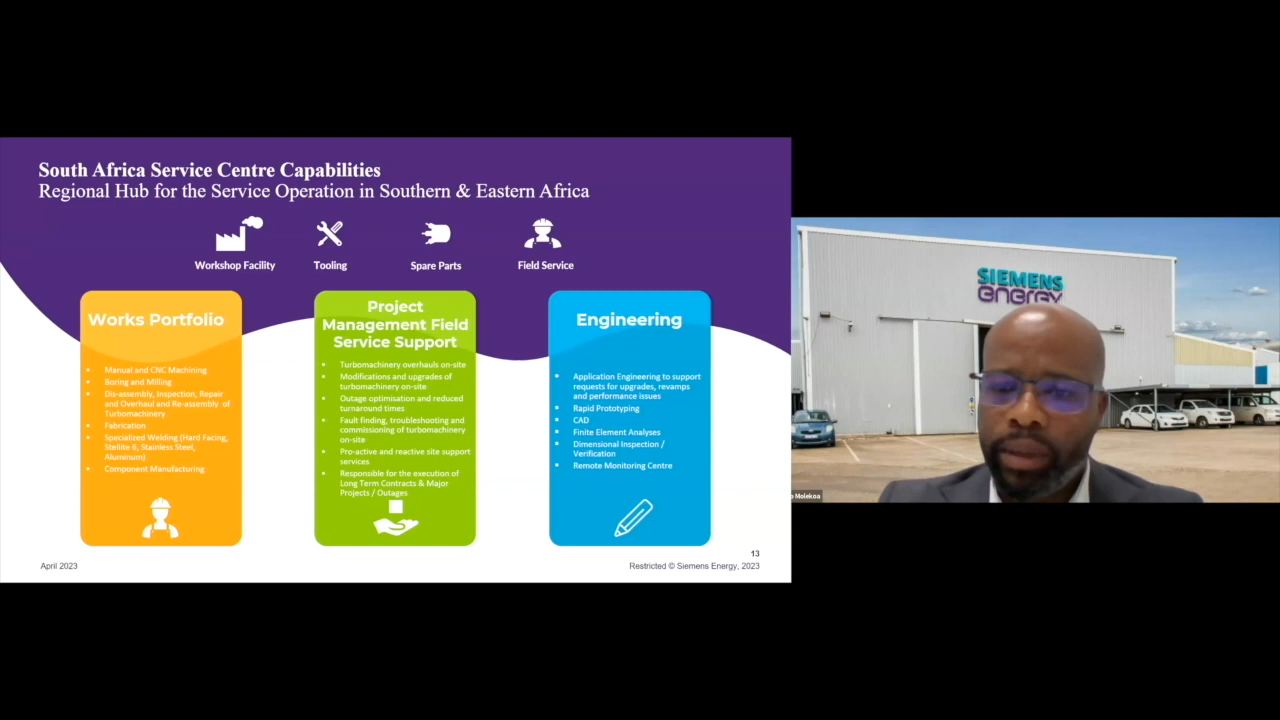 South Africa Service Centre Capabilities
Regional Hub for the Service Operation in Southern & Eastern Africa
Workshop Facility
Tooling
Spare Parts
Field Service
Works Portfolio
Manual and CNC Machining
Boring and Milling
Dis-assembly, Inspection, Repair
and Overhaul and Re-assembly of
Turbomachinery
Fabrication
Specialized Welding (Hard Facing,
Stellite 6, Stainless Steel,
Aluminum)
Component Manufacturing
Project
Management Field
Service Support
Turbomachinery overhauls on-site
Modifications and upgrades of
turbomachinery on-site
Outage optimisation and reduced
turnaround times
Fault finding, troubleshooting and
commissioning of turbomachinery
on-site
Pro-active and reactive site support
services
Responsible for the execution of
Long Term Contracts & Major
Projects / Outages
Engineering
Application Engineering to support
requests for upgrades, revamps
and performance issues
Rapid Prototyping
CAD
Finite Element Analyses
Dimensional Inspection /
Verification
Remote Monitoring Centre
13
April 2023
Restricted © Siemens Energy, 2023
SIEMENS
energy
Molekoa